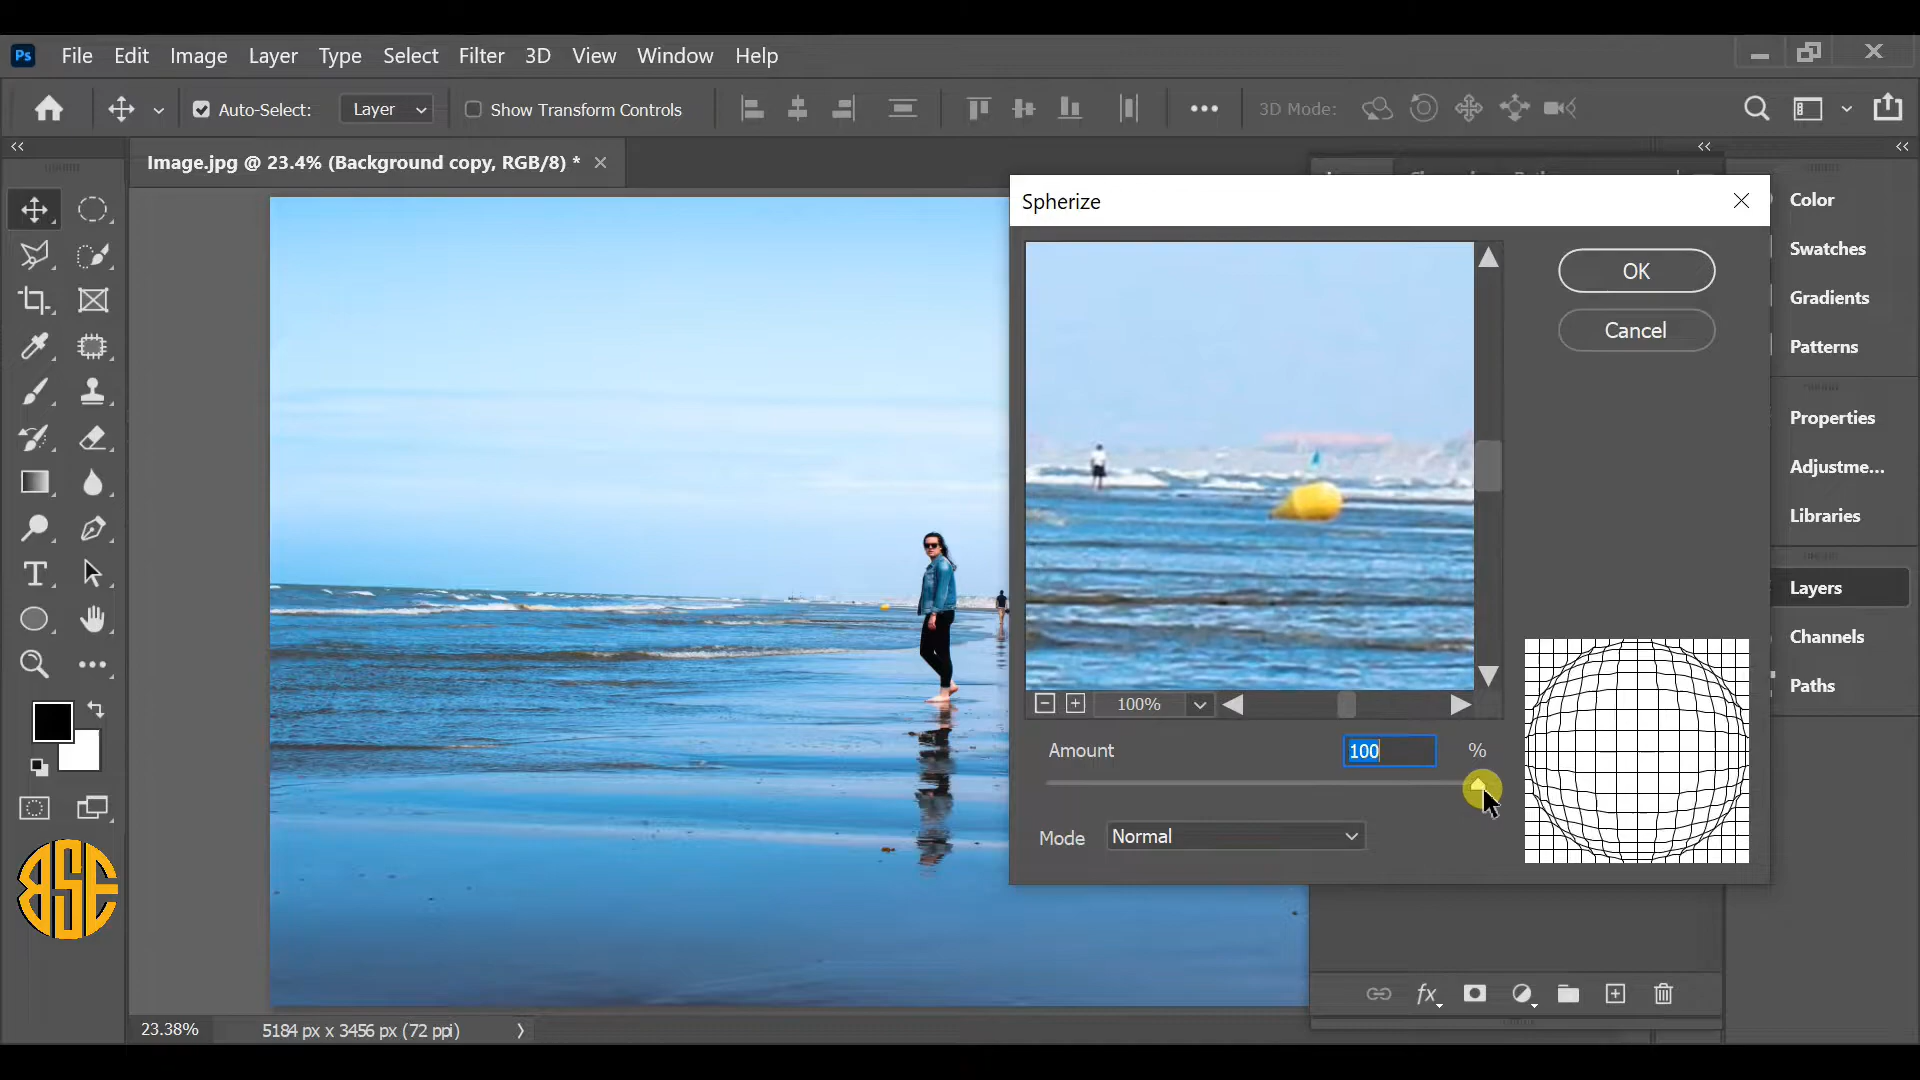 Ps File Edit Image Layer Type Select Filter 3D View Window Help
Auto-Select: Layer Show Transform Controls 3D Mode:
Image.jpg @ 23.4% (Background copy, RGB/8) *
Spherize
OK
Cancel
100%
Amount 100 %
Mode Normal
Color
Swatches
Gradients
Patterns
Properties
Adjustme...
Libraries
Layers
Channels
Paths
BSE
fx
23.38% 5184 px x 3456 px (72 ppi)